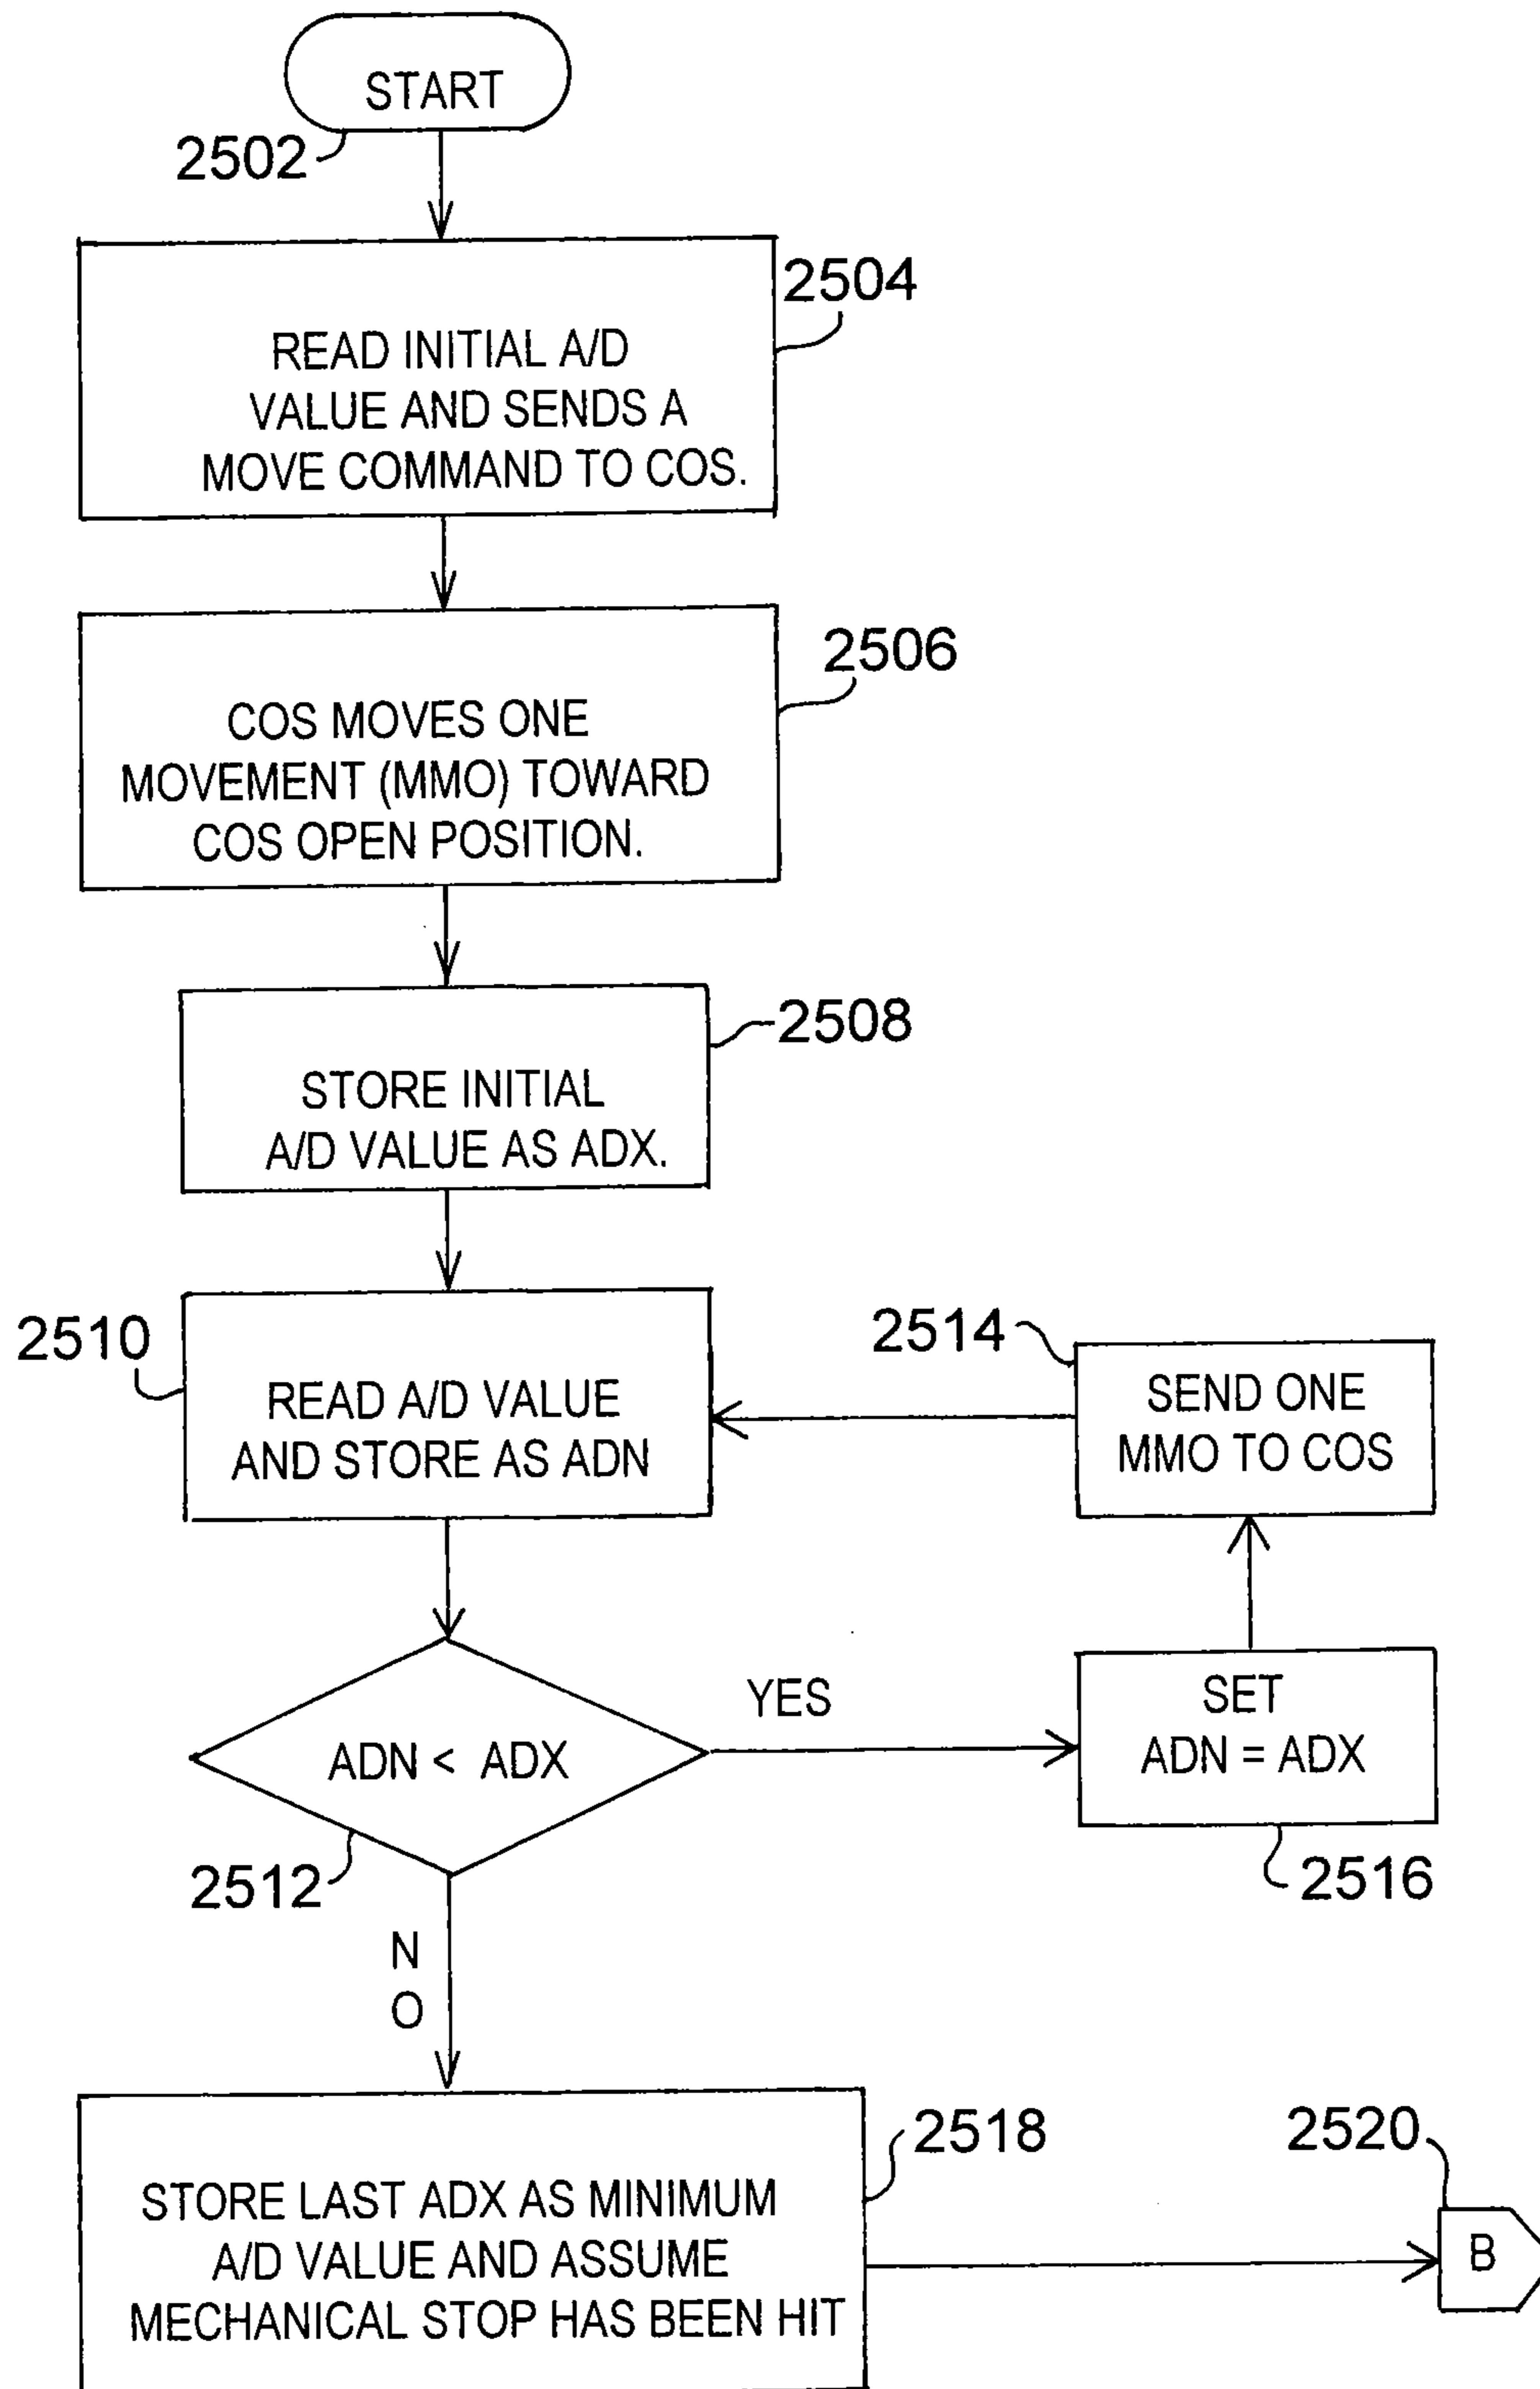 START
2502
2504
READ INITIAL A/D
VALUE AND SENDS A
MOVE COMMAND TO COS.
2506
COS MOVES ONE
MOVEMENT (MMO) TOWARD
COS OPEN POSITION.
2508
STORE INITIAL
A/D VALUE AS ADX.
2510
READ A/D VALUE
AND STORE AS ADN
2514
SEND ONE
MMO TO COS
ADN < ADX
2512
YES
SET
ADN = ADX
2516
N
O
2518
STORE LAST ADX AS MINIMUM
A/D VALUE AND ASSUME
MECHANICAL STOP HAS BEEN HIT
2520
B